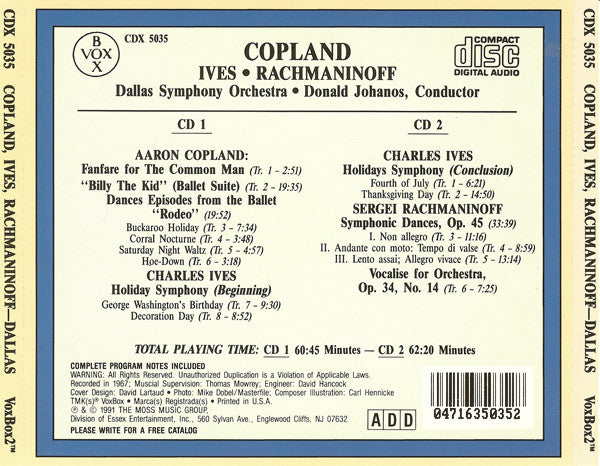 CDX 5035 COPLAND, IVES, RACHMANINOFF—DALLAS VoxBox2™
B
VOX
X
CDX 5035
COMPACT
disc
DIGITAL AUDIO
COPLAND
IVES • RACHMANINOFF
Dallas Symphony Orchestra • Donald Johanos, Conductor
CD 1
AARON COPLAND:
Fanfare for The Common Man (Tr. 1 – 2:51)
"Billy The Kid" (Ballet Suite) (Tr. 2 – 19:35)
Dances Episodes from the Ballet
"Rodeo" (19:52)
Buckaroo Holiday (Tr. 3 – 7:34)
Corral Nocturne (Tr. 4 – 3:48)
Saturday Night Waltz (Tr. 5 – 4:57)
Hoe-Down (Tr. 6 – 3:18)
CHARLES IVES
Holiday Symphony (Beginning)
George Washington's Birthday (Tr. 7 – 9:30)
Decoration Day (Tr. 8 – 8:52)
CD 2
CHARLES IVES
Holidays Symphony (Conclusion)
Fourth of July (Tr. 1 – 6:21)
Thanksgiving Day (Tr. 2 – 14:50)
SERGEI RACHMANINOFF
Symphonic Dances, Op. 45 (33:39)
I. Non allegro (Tr. 3 – 11:16)
II. Andante con moto: Tempo di valse (Tr. 4 – 8:59)
III. Lento assai; Allegro vivace (Tr. 5 – 13:14)
Vocalise for Orchestra,
Op. 34, No. 14 (Tr. 6 – 7:25)
TOTAL PLAYING TIME: CD 1 60:45 Minutes — CD 2 62:20 Minutes
COMPLETE PROGRAM NOTES INCLUDED
WARNING: All Rights Reserved. Unauthorized Duplication is a Violation of Applicable Laws.
Recorded in 1967; Muscial Supervision: Thomas Mowrey; Engineer: David Hancock
Cover Design: David Lartaud • Photo: Mike Dobel/Masterfile; Composer Illustration: Carl Hennicke
TMK(s)® VoxBox • Marca(s) Registrada(s) • Printed in U.S.A.
℗ & © 1991 THE MOSS MUSIC GROUP,
Division of Essex Entertainment, Inc., 560 Sylvan Ave., Englewood Cliffs, NJ 07632
PLEASE WRITE FOR A FREE CATALOG
A D D
04716350352
CDX 5035 COPLAND, IVES, RACHMANINOFF—DALLAS VoxBox2™